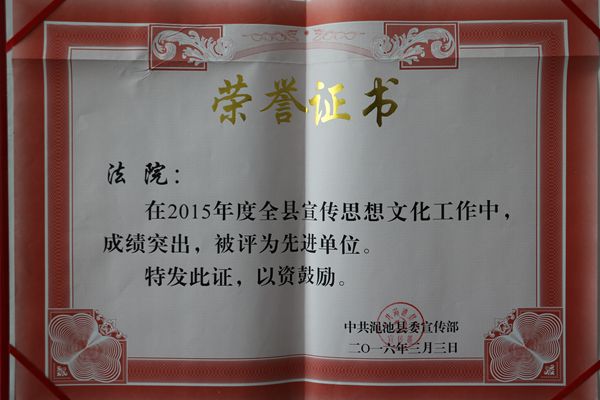 荣誉证书
法院：
在2015年度全县宣传思想文化工作中，
成绩突出，被评为先进单位。
特发此证，以资鼓励。
中共渑池县委宣传部
二〇一六年三月三日